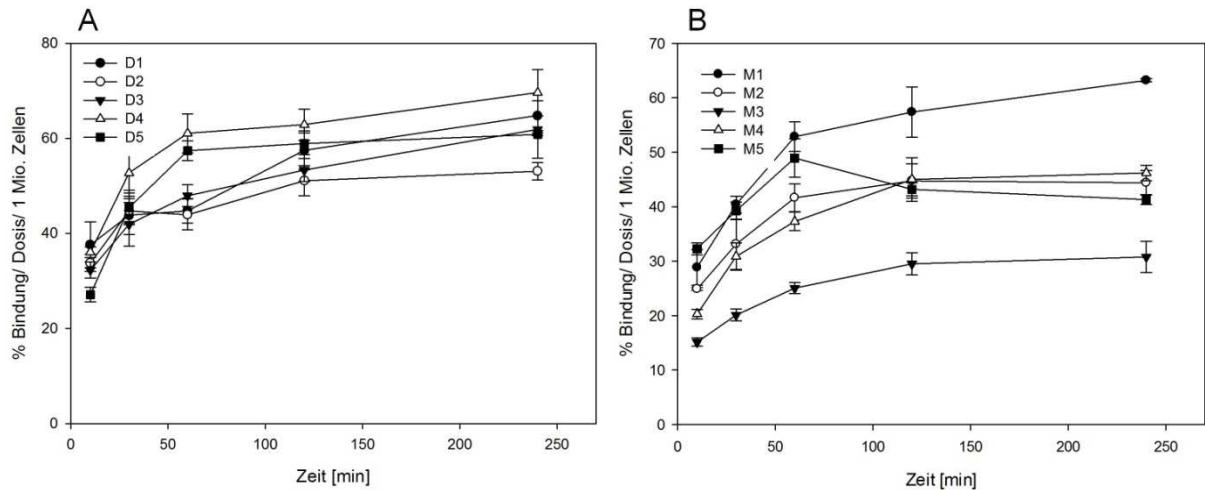 A
% Bindung/ Dosis/ 1 Mio. Zellen
80
60
40
20
0
D1
D2
D3
D4
D5
0 50 100 150 200 250
Zeit [min]
B
% Bindung/ Dosis/ 1 Mio. Zellen
70
60
50
40
30
20
10
0
M1
M2
M3
M4
M5
0 50 100 150 200 250
Zeit [min]